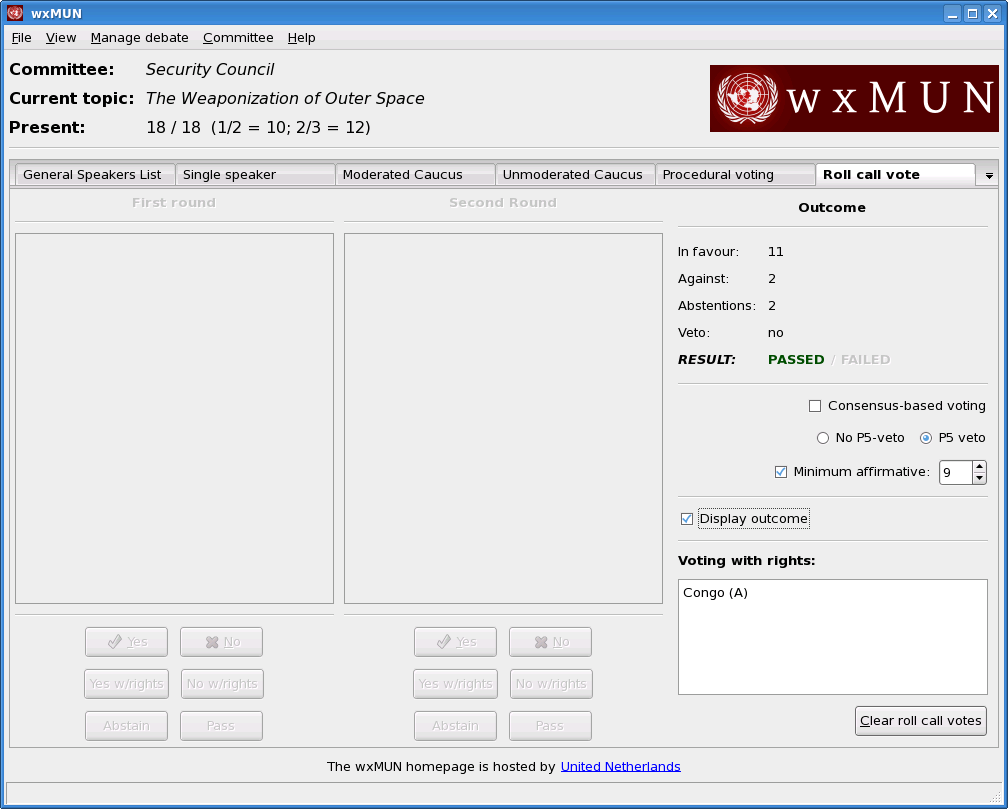 wxMUN
File View Manage debate Committee Help
Committee: Security Council
Current topic: The Weaponization of Outer Space
Present: 18 / 18 (1/2 = 10; 2/3 = 12)
wxMUN
General Speakers List Single speaker Moderated Caucus Unmoderated Caucus Procedural voting Roll call vote
First round Second Round Outcome
In favour: 11
Against: 2
Abstentions: 2
Veto: no
RESULT: PASSED / FAILED
Consensus-based voting
No P5-veto P5 veto
Minimum affirmative: 9
Display outcome
Voting with rights:
Congo (A)
Yes No Yes No
Yes w/rights No w/rights Yes w/rights No w/rights
Abstain Pass Abstain Pass
Clear roll call votes
The wxMUN homepage is hosted by United Netherlands